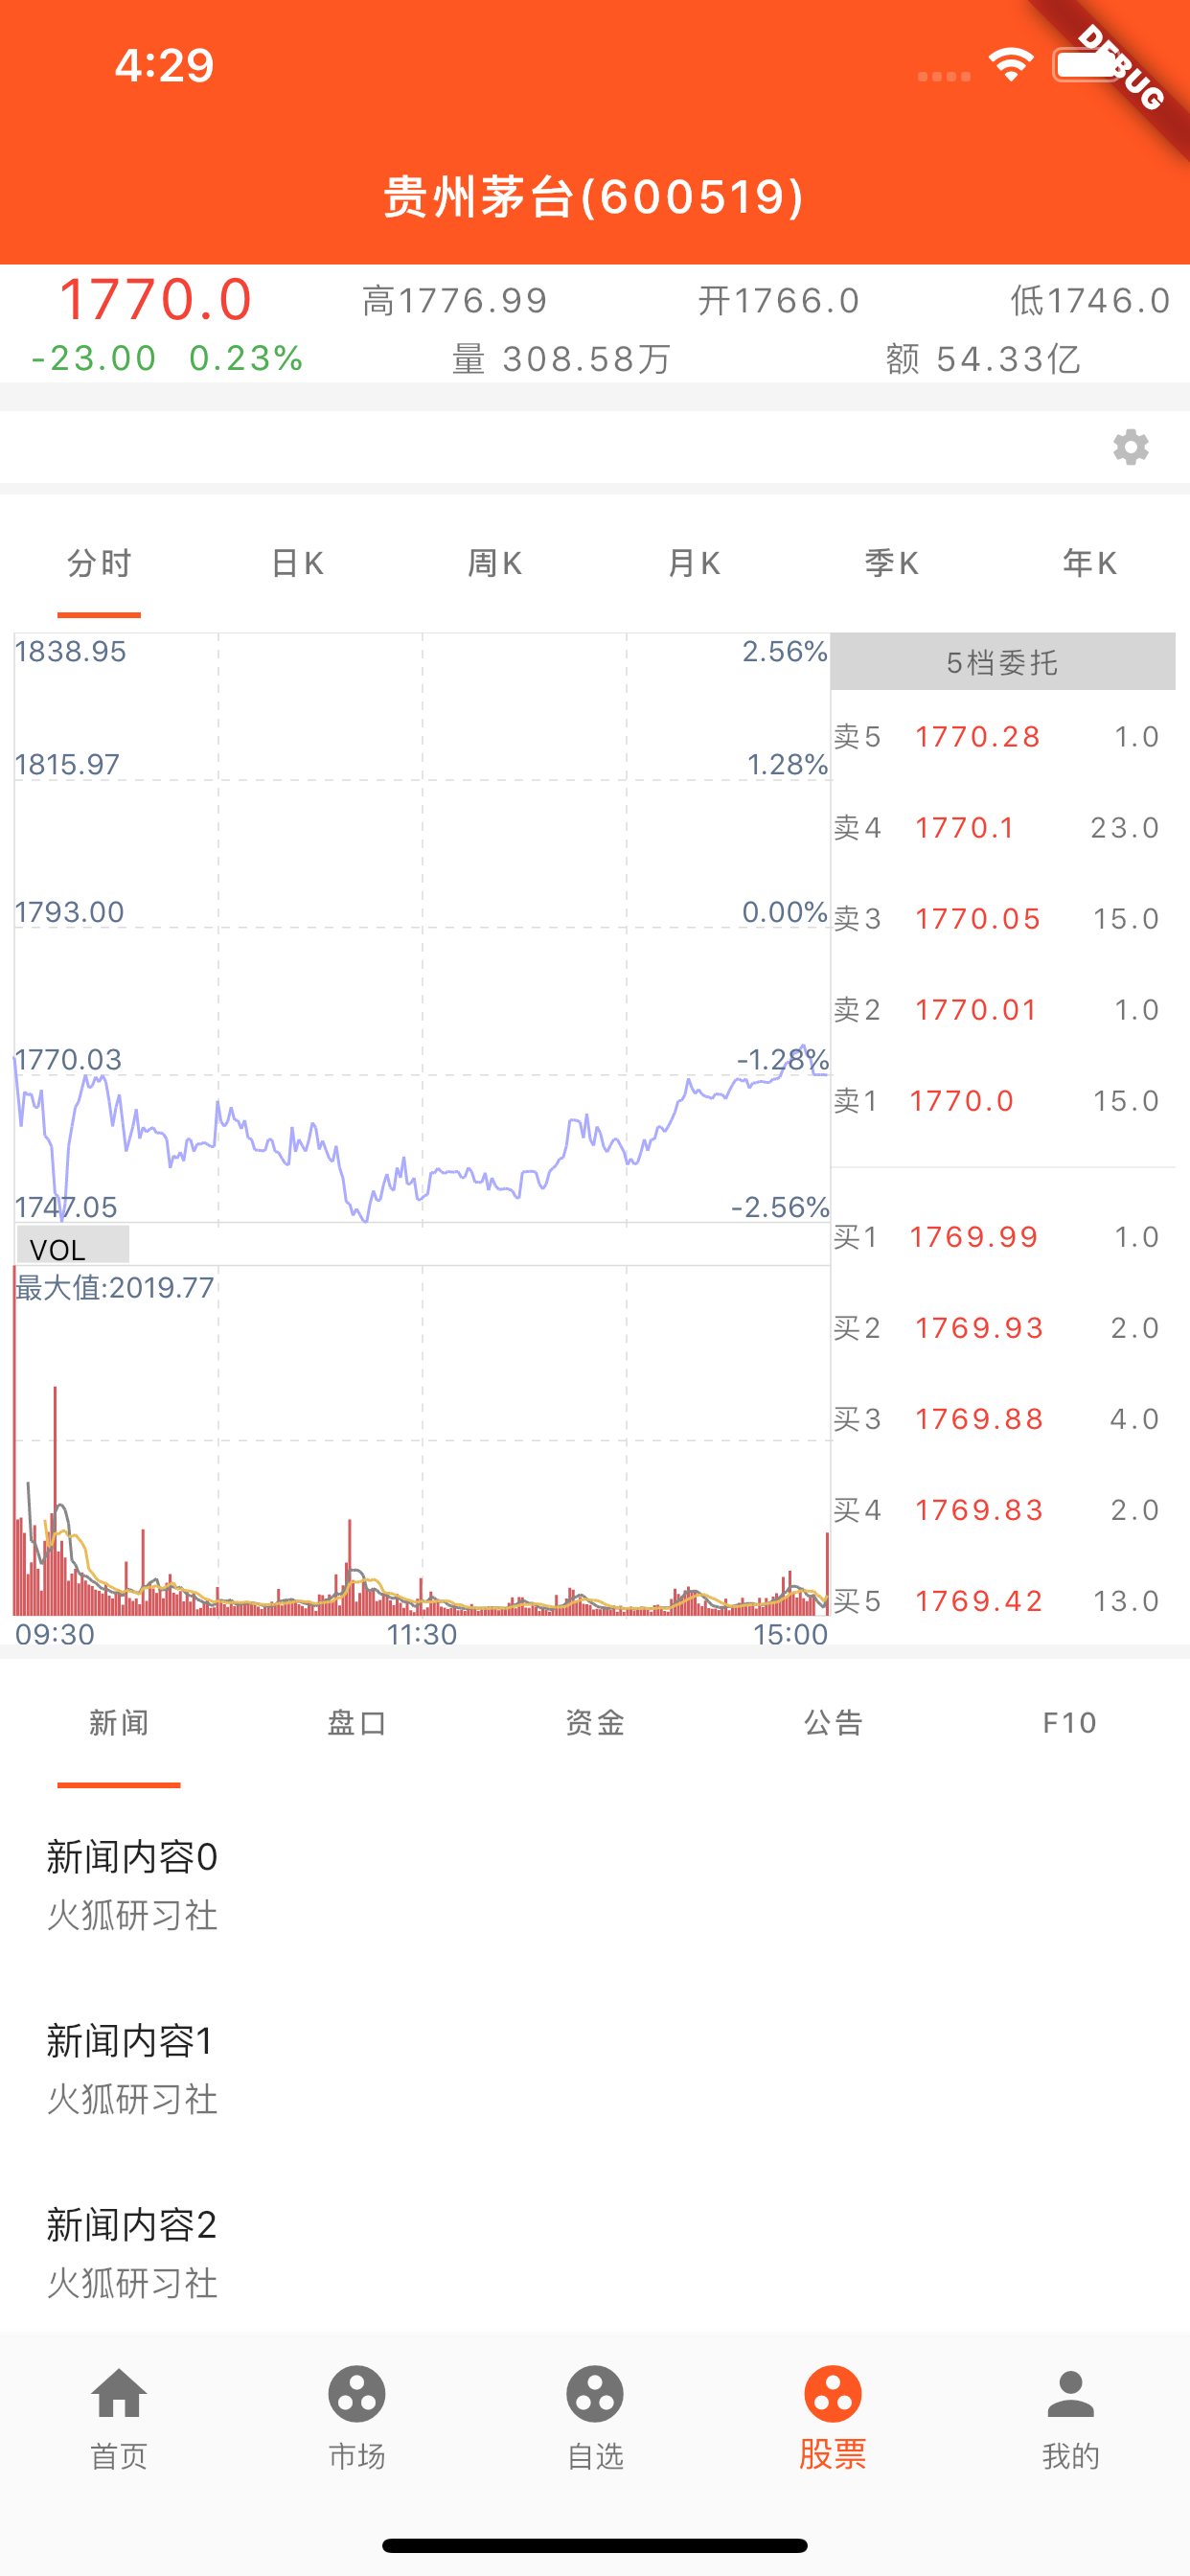 4:29
DEBUG
贵州茅台(600519)
1770.0 高1776.99 开1766.0 低1746.0
-23.00 0.23% 量 308.58万 额 54.33亿
分时 日K 周K 月K 季K 年K
1838.95 2.56%
1815.97 1.28%
1793.00 0.00%
1770.03 -1.28%
1747.05 -2.56%
VOL
最大值:2019.77
09:30 11:30 15:00
5档委托
卖5 1770.28 1.0
卖4 1770.1 23.0
卖3 1770.05 15.0
卖2 1770.01 1.0
卖1 1770.0 15.0
买1 1769.99 1.0
买2 1769.93 2.0
买3 1769.88 4.0
买4 1769.83 2.0
买5 1769.42 13.0
新闻 盘口 资金 公告 F10
新闻内容0
火狐研习社
新闻内容1
火狐研习社
新闻内容2
火狐研习社
首页 市场 自选 股票 我的